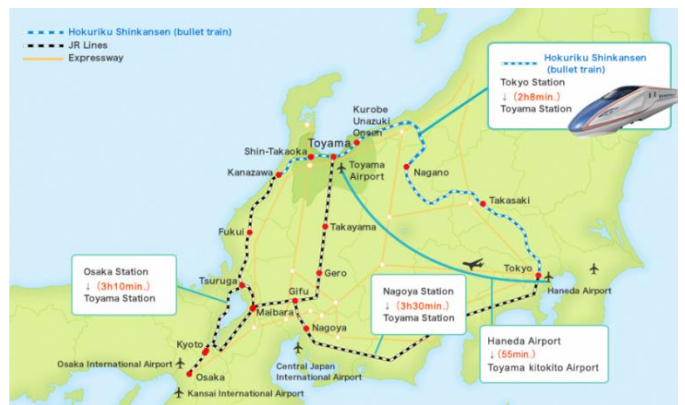 Hokuriku Shinkansen (bullet train)
JR Lines
Expressway
Hokuriku Shinkansen
(bullet train)
Tokyo Station
↓ (2h8min.)
Toyama Station
Kurobe
Unazuki
Onsen
Toyama
Shin-Takaoka
Kanazawa
Toyama
Airport
Nagano
Takasaki
Fukui
Takayama
Osaka Station
↓ (3h10min.)
Toyama Station
Tsuruga
Gero
Gifu
Maibara
Nagoya Station
↓ (3h30min.)
Toyama Station
Tokyo
Haneda Airport
Nagoya
Kyoto
Haneda Airport
↓ (55min.)
Toyama kitokito Airport
Osaka International Airport
Central Japan
International Airport
Osaka
Kansai International Airport